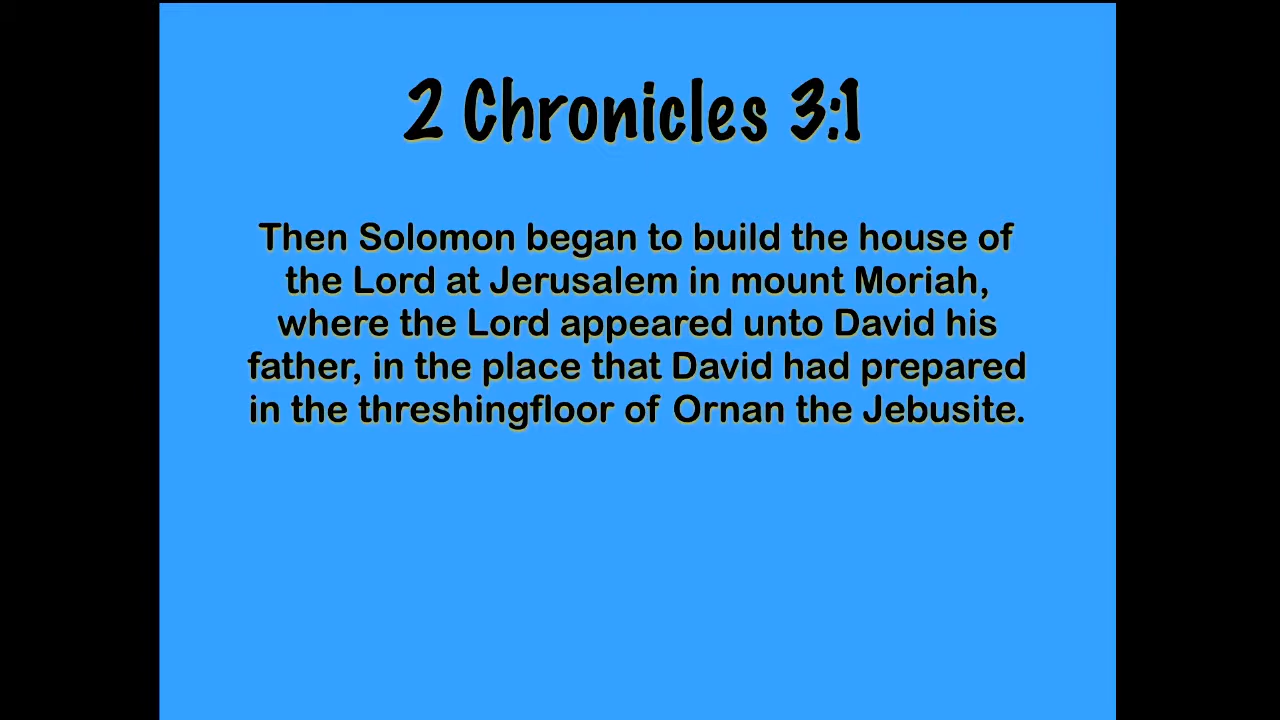 2 Chronicles 3:1
Then Solomon began to build the house of
the Lord at Jerusalem in mount Moriah,
where the Lord appeared unto David his
father, in the place that David had prepared
in the threshingfloor of Ornan the Jebusite.